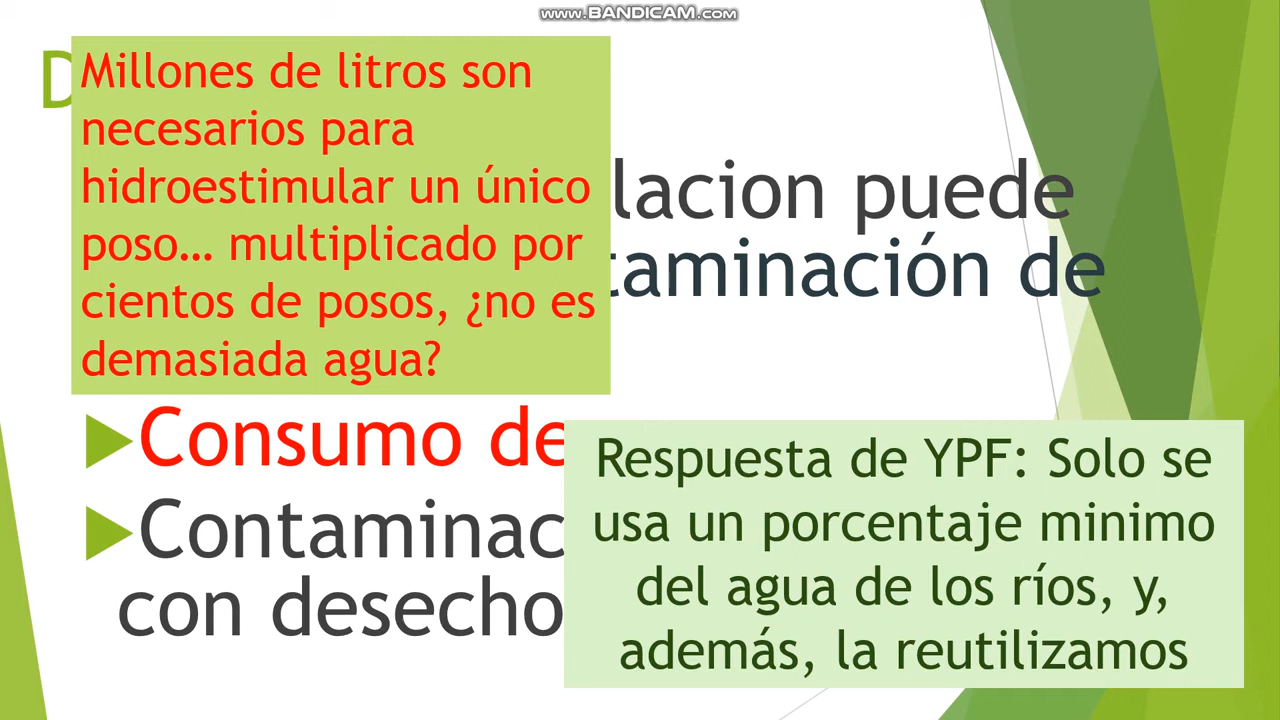 www.BANDICAM.com
D
Millones de litros son
necesarios para
hidroestimular un único
poso... multiplicado por
cientos de posos, ¿no es
demasiada agua?
lacion puede
taminación de
Consumo de
Contaminac
con desecho
Respuesta de YPF: Solo se
usa un porcentaje minimo
del agua de los ríos, y,
además, la reutilizamos